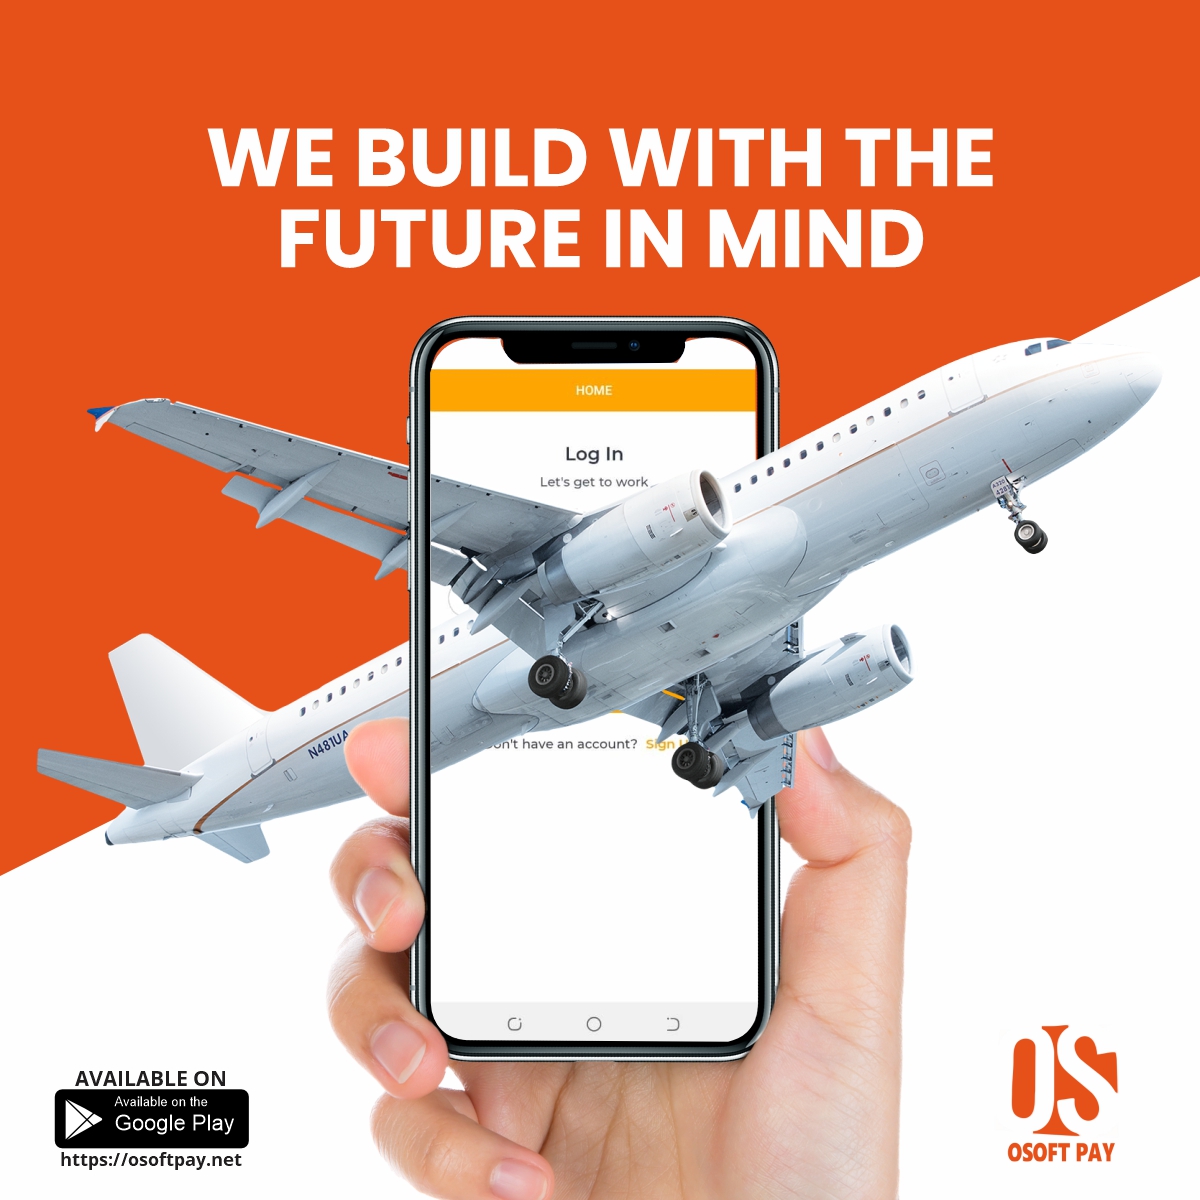 WE BUILD WITH THE
FUTURE IN MIND
HOME
Log In
Let's get to work
N481UA
have an account? Sign
AVAILABLE ON
Available on the
Google Play
https://osoftpay.net
OS
OSOFT PAY